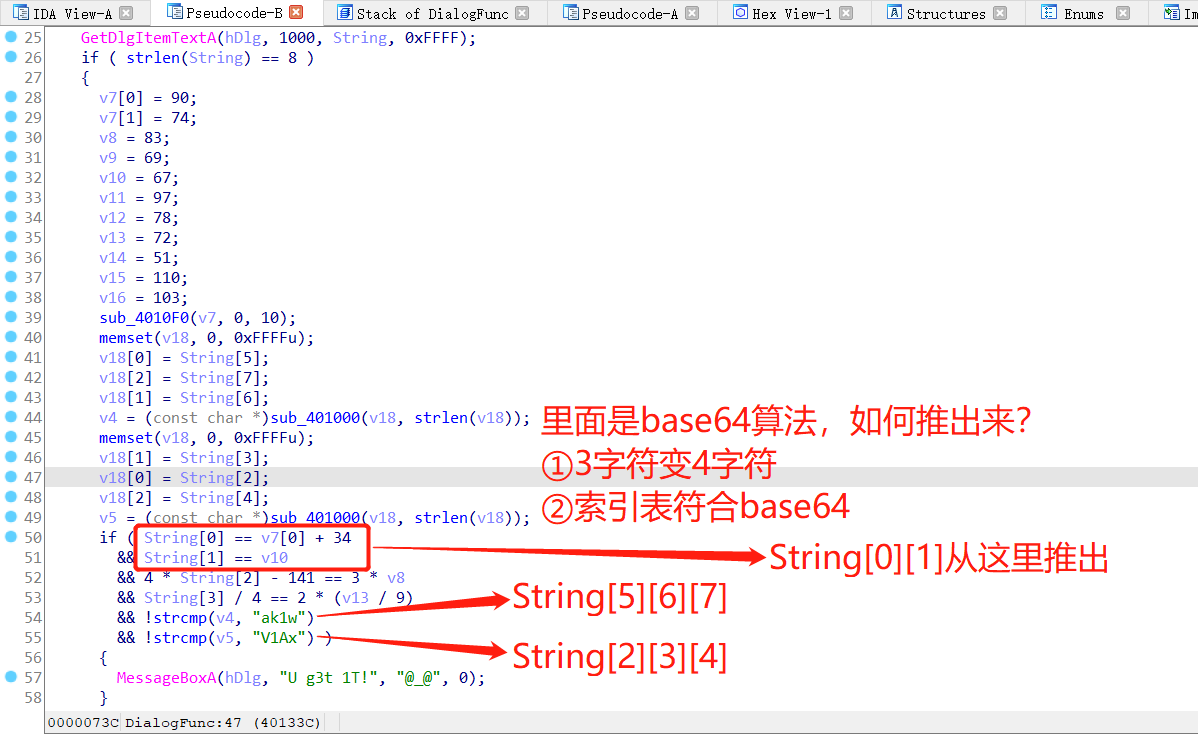 IDA View-A
Pseudocode-B
Stack of DialogFunc
Pseudocode-A
Hex View-1
Structures
Enums
25 GetDlgItemTextA(hDlg, 1000, String, 0xFFFF);
26 if ( strlen(String) == 8 )
27 {
28 v7[0] = 90;
29 v7[1] = 74;
30 v8 = 83;
31 v9 = 69;
32 v10 = 67;
33 v11 = 97;
34 v12 = 78;
35 v13 = 72;
36 v14 = 51;
37 v15 = 110;
38 v16 = 103;
39 sub_4010F0(v7, 0, 10);
40 memset(v18, 0, 0xFFFFu);
41 v18[0] = String[5];
42 v18[2] = String[7];
43 v18[1] = String[6];
44 v4 = (const char *)sub_401000(v18, strlen(v18));
里面是base64算法，如何推出来？
45 memset(v18, 0, 0xFFFFu);
46 v18[1] = String[3];
①3字符变4字符
47 v18[0] = String[2];
48 v18[2] = String[4];
②索引表符合base64
49 v5 = (const char *)sub_401000(v18, strlen(v18));
50 if ( String[0] == v7[0] + 34
51 && String[1] == v10
String[0][1]从这里推出
52 && 4 * String[2] - 141 == 3 * v8
53 && String[3] / 4 == 2 * (v13 / 9)
String[5][6][7]
54 && !strcmp(v4, "ak1w")
55 && !strcmp(v5, "V1Ax") )
String[2][3][4]
56 {
57 MessageBoxA(hDlg, "U g3t 1T!", "@_@", 0);
58 }
0000073C DialogFunc:47 (40133C)